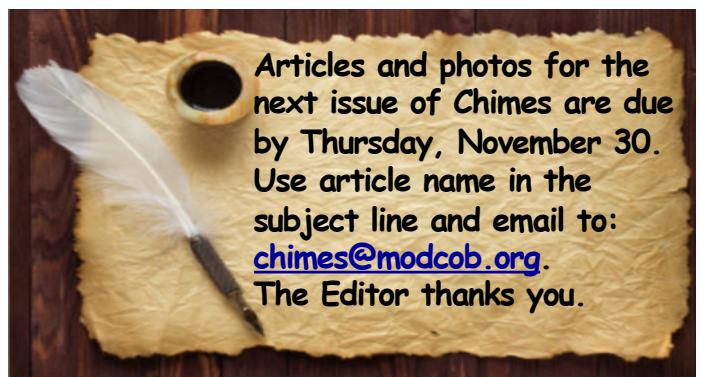 Articles and photos for the
next issue of Chimes are due
by Thursday, November 30.
Use article name in the
subject line and email to:
chimes@modcob.org.
The Editor thanks you.